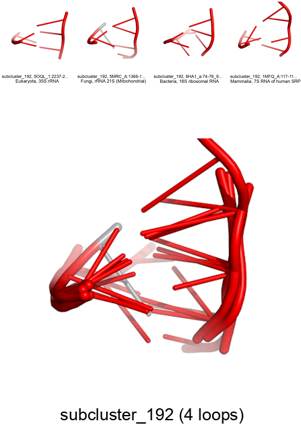 subcluster_192, 5OQL_1:2237-2...
Eukaryota, 35S rRNA
subcluster_192, 5MRC_A:1368-1...
Fungi, rRNA 21S (Mitochondrial)
subcluster_192, 6HA1_a:74-76_9...
Bacteria, 16S ribosomal RNA
subcluster_192, 1MFQ_A:117-11...
Mammalia, 7S RNA of human SRP
subcluster_192 (4 loops)